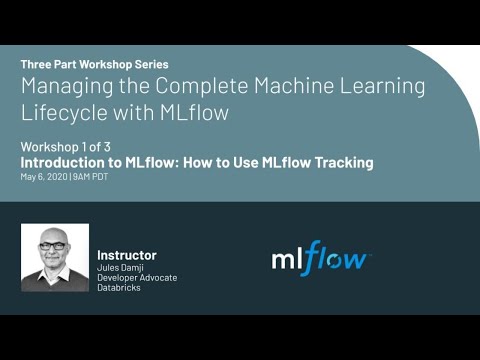 Three Part Workshop Series
Managing the Complete Machine Learning
Lifecycle with MLflow
Workshop 1 of 3
Introduction to MLflow: How to Use MLflow Tracking
May 6, 2020 | 9AM PDT
Instructor
Jules Damji
Developer Advocate
Databricks
mlflow™